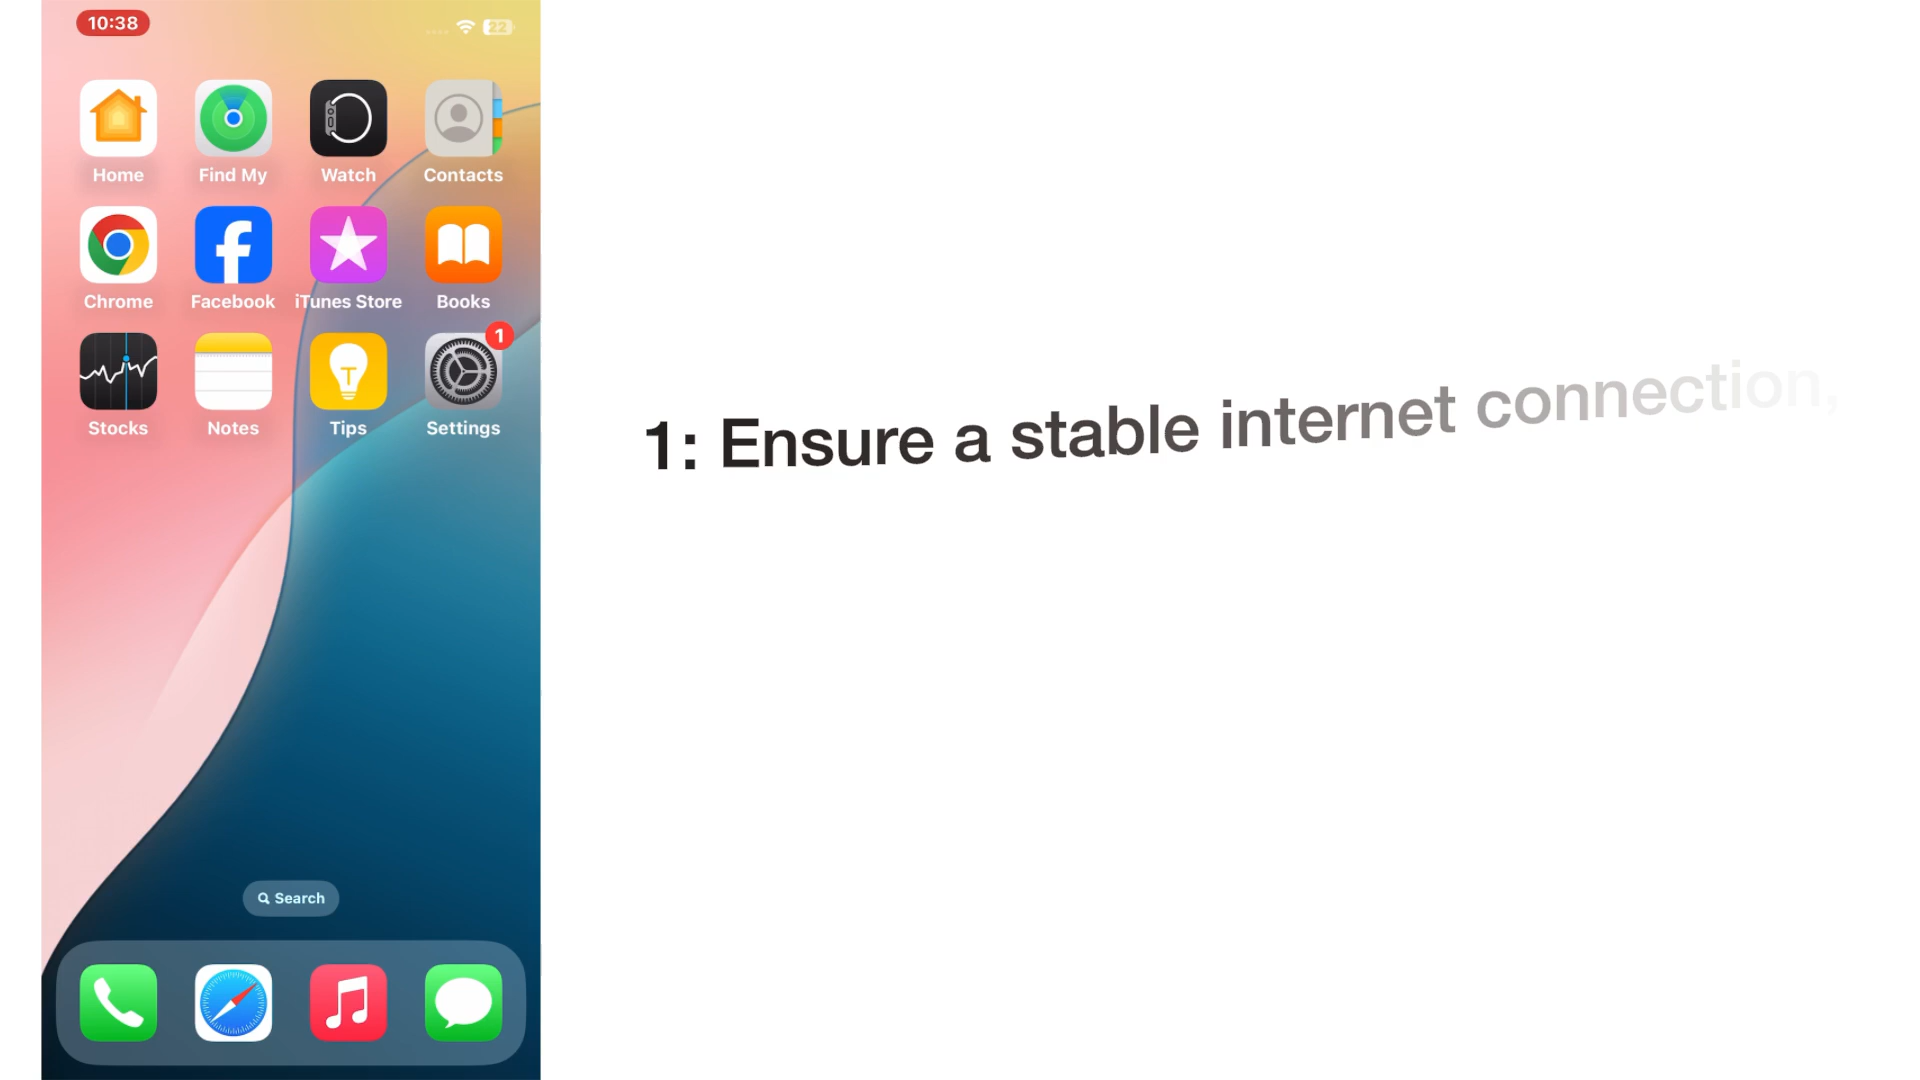 10:38
22
Home Find My Watch Contacts
Chrome Facebook iTunes Store Books
1
Stocks Notes Tips Settings
Search
1: Ensure a stable internet connection,